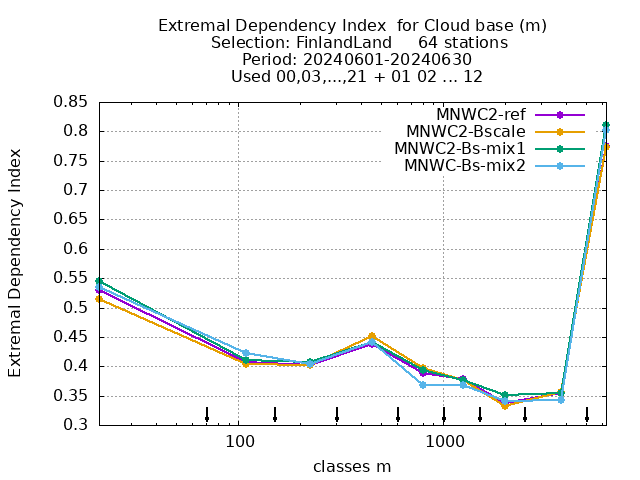 Extremal Dependency Index  for Cloud base (m)
Selection: FinlandLand     64 stations
Period: 20240601-20240630
Used 00,03,...,21 + 01 02 ... 12
MNWC2-ref
MNWC2-Bscale
MNWC2-Bs-mix1
MNWC-Bs-mix2
Extremal Dependency Index
0.85
0.8
0.75
0.7
0.65
0.6
0.55
0.5
0.45
0.4
0.35
0.3
100 1000
classes m